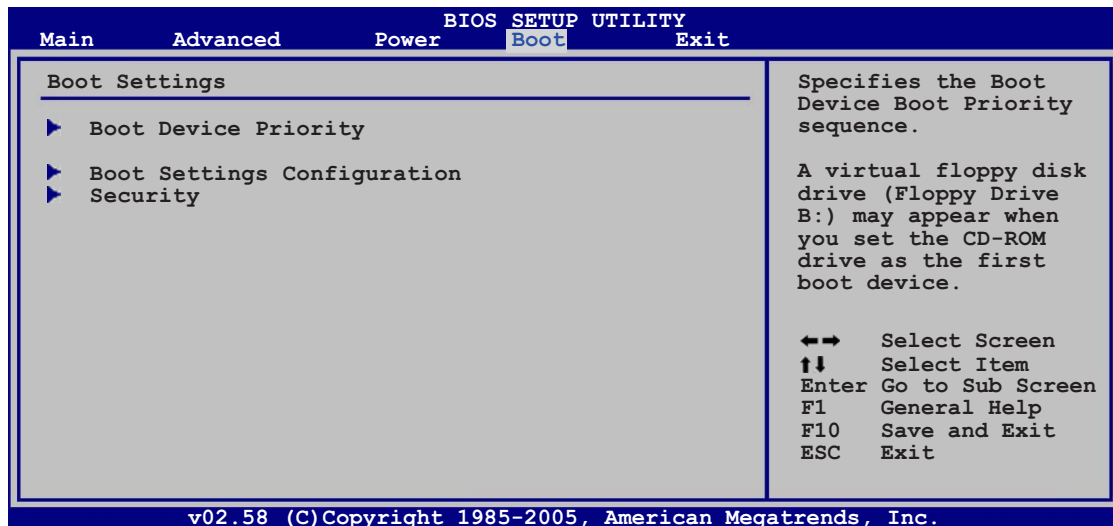 BIOS SETUP UTILITY
Main Advanced Power Boot Exit
Boot Settings
Boot Device Priority
Boot Settings Configuration
Security
Specifies the Boot
Device Boot Priority
sequence.
A virtual floppy disk
drive (Floppy Drive
B:) may appear when
you set the CD-ROM
drive as the first
boot device.
←→ Select Screen
↑↓ Select Item
Enter Go to Sub Screen
F1 General Help
F10 Save and Exit
ESC Exit
v02.58 (C)Copyright 1985-2005, American Megatrends, Inc.